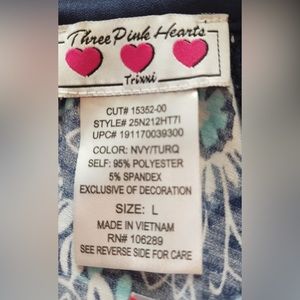 Three Pink Hearts
Trixxi
CUT# 15352-00
STYLE# 25N212HT7I
UPC# 191170039300
COLOR: NVY/TURQ
SELF: 95% POLYESTER
5% SPANDEX
EXCLUSIVE OF DECORATION
SIZE: L
MADE IN VIETNAM
RN# 106289
SEE REVERSE SIDE FOR CARE